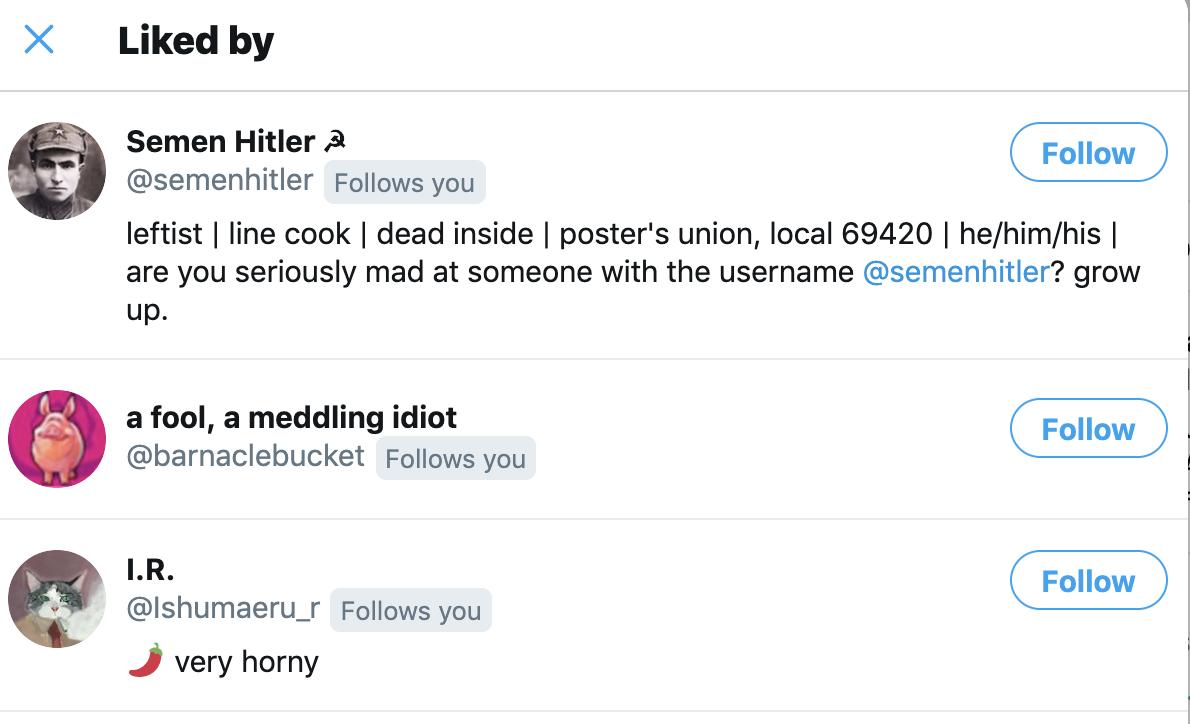 Liked by
Semen Hitler ☭
@semenhitler Follows you
Follow
leftist | line cook | dead inside | poster's union, local 69420 | he/him/his |
are you seriously mad at someone with the username @semenhitler? grow
up.
a fool, a meddling idiot
@barnaclebucket Follows you
Follow
I.R.
@Ishumaeru_r Follows you
Follow
🌶️ very horny